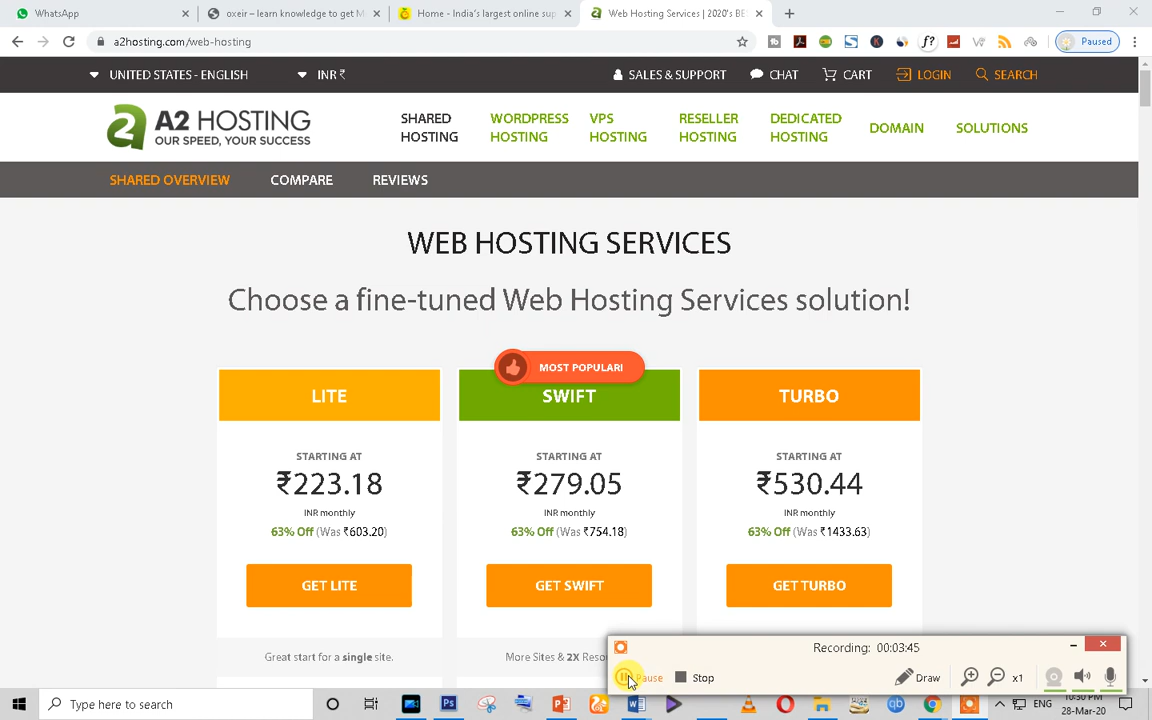 WhatsApp
oxeir – learn knowledge to get M
Home - India's largest online sup
Web Hosting Services | 2020's BE
a2hosting.com/web-hosting
Paused
UNITED STATES - ENGLISH
INR ₹
SALES & SUPPORT
CHAT
CART
LOGIN
SEARCH
A2 HOSTING
OUR SPEED, YOUR SUCCESS
SHARED HOSTING
WORDPRESS HOSTING
VPS HOSTING
RESELLER HOSTING
DEDICATED HOSTING
DOMAIN
SOLUTIONS
SHARED OVERVIEW
COMPARE
REVIEWS
WEB HOSTING SERVICES
Choose a fine-tuned Web Hosting Services solution!
LITE
STARTING AT
₹223.18
INR monthly
63% Off (Was ₹603.20)
GET LITE
Great start for a single site.
MOST POPULAR!
SWIFT
STARTING AT
₹279.05
INR monthly
63% Off (Was ₹754.18)
GET SWIFT
More Sites & 2X Reso
TURBO
STARTING AT
₹530.44
INR monthly
63% Off (Was ₹1433.63)
GET TURBO
Recording: 00:03:45
Pause
Stop
Draw
x1
Type here to search
ENG
10:30 PM
28-Mar-20